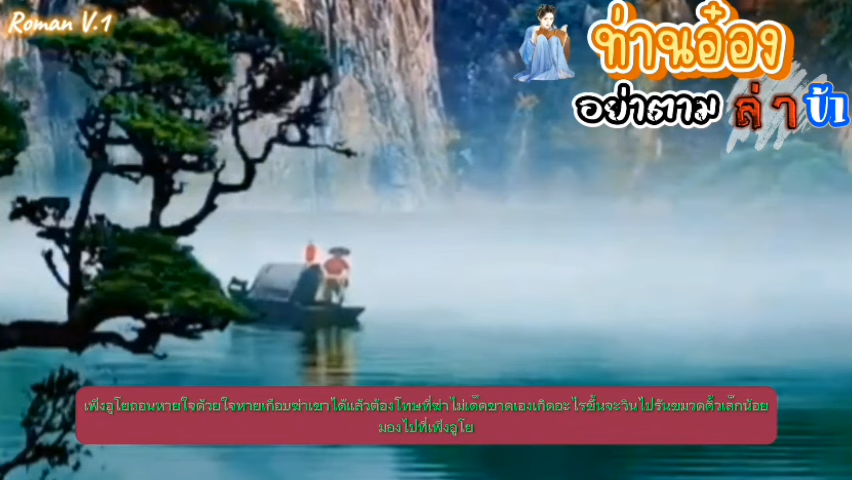 Roman V.1
ท่านอ๋อง
อย่าตาม ล่า ข้า
เฟิงอูโยถอนหายใจด้วยใจหายเกือบฆ่าเขาได้แล้วต้องโทษที่ข้าไม่เด็ดขาดเองเกิดอะไรขึ้นจะวินไปรันขมวดคิ้วเล็กน้อย
มองไปที่เฟิงอูโย